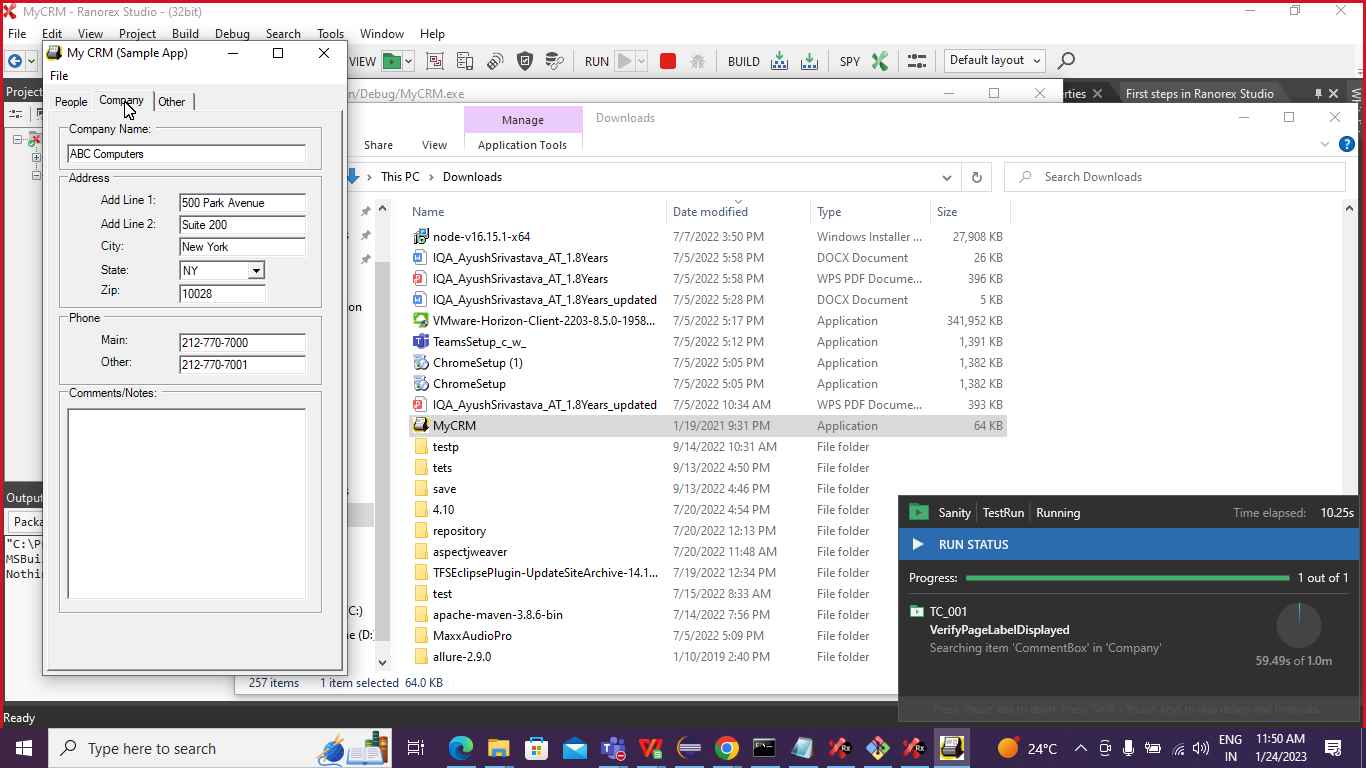 MyCRM - Ranorex Studio - (32bit)
File Edit View Project Build Debug Search Tools Window Help
VIEW RUN BUILD SPY Default layout
My CRM (Sample App)
File
People Company Other
Company Name:
ABC Computers
Address
Add Line 1: 500 Park Avenue
Add Line 2: Suite 200
City: New York
State: NY
Zip: 10028
Phone
Main: 212-770-7000
Other: 212-770-7001
Comments/Notes:
Project
n/Debug/MyCRM.exe
erties First steps in Ranorex Studio
Manage Downloads
Share View Application Tools
This PC Downloads Search Downloads
Name Date modified Type Size
node-v16.15.1-x64 7/7/2022 3:50 PM Windows Installer ... 27,908 KB
IQA_AyushSrivastava_AT_1.8Years 7/5/2022 5:58 PM DOCX Document 26 KB
IQA_AyushSrivastava_AT_1.8Years 7/5/2022 5:58 PM WPS PDF Docume... 396 KB
IQA_AyushSrivastava_AT_1.8Years_updated 7/5/2022 5:28 PM DOCX Document 5 KB
VMware-Horizon-Client-2203-8.5.0-1958... 7/5/2022 5:17 PM Application 341,952 KB
TeamsSetup_c_w_ 7/5/2022 5:12 PM Application 1,391 KB
ChromeSetup (1) 7/5/2022 5:05 PM Application 1,382 KB
ChromeSetup 7/5/2022 5:05 PM Application 1,382 KB
IQA_AyushSrivastava_AT_1.8Years_updated 7/5/2022 10:34 AM WPS PDF Docume... 393 KB
MyCRM 1/19/2021 9:31 PM Application 64 KB
testp 9/14/2022 10:31 AM File folder
tets 9/13/2022 4:50 PM File folder
save 9/13/2022 4:46 PM File folder
4.10 7/20/2022 4:54 PM File folder
repository 7/20/2022 12:13 PM File folder
aspectjweaver 7/20/2022 11:48 AM File folder
TFSEclipsePlugin-UpdateSiteArchive-14.1... 7/19/2022 12:34 PM File folder
test 7/15/2022 8:33 AM File folder
apache-maven-3.8.6-bin 7/14/2022 7:56 PM File folder
MaxxAudioPro 7/5/2022 5:09 PM File folder
allure-2.9.0 1/10/2019 2:40 PM File folder
on
C:)
e (D:
257 items 1 item selected 64.0 KB
Output
Packa
"C:\P
MSBui
Nothin
Ready
Sanity TestRun Running Time elapsed: 10.25s
RUN STATUS
Progress: 1 out of 1
TC_001
VerifyPageLabelDisplayed
Searching item 'CommentBox' in 'Company'
59.49s of 1.0m
Type here to search
24°C
ENG
IN
11:50 AM
1/24/2023